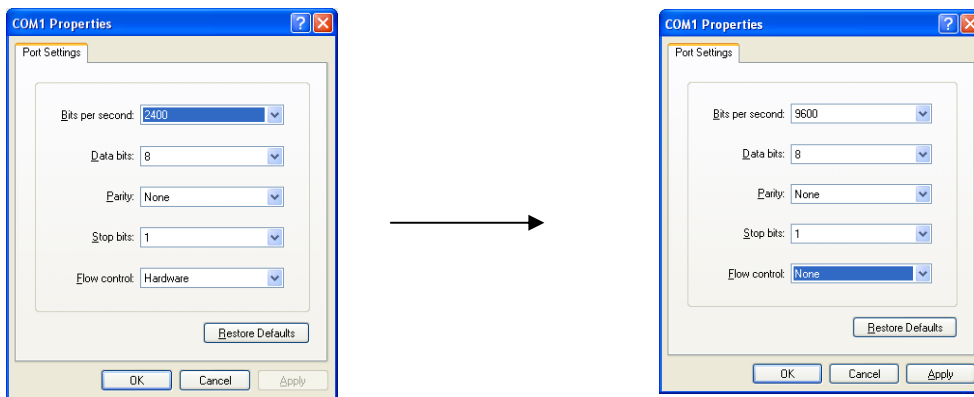 COM1 Properties
Port Settings
Bits per second: 2400
Data bits: 8
Parity: None
Stop bits: 1
Flow control: Hardware
Restore Defaults
OK Cancel Apply
COM1 Properties
Port Settings
Bits per second: 9600
Data bits: 8
Parity: None
Stop bits: 1
Flow control: None
Restore Defaults
OK Cancel Apply